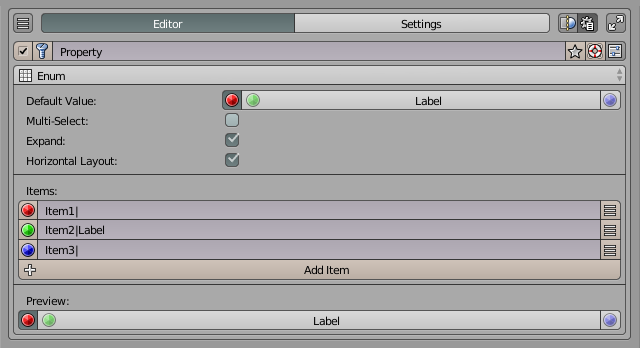 Editor Settings
Property
Enum
Default Value: Label
Multi-Select:
Expand:
Horizontal Layout:
Items:
Item1|
Item2|Label
Item3|
Add Item
Preview:
Label